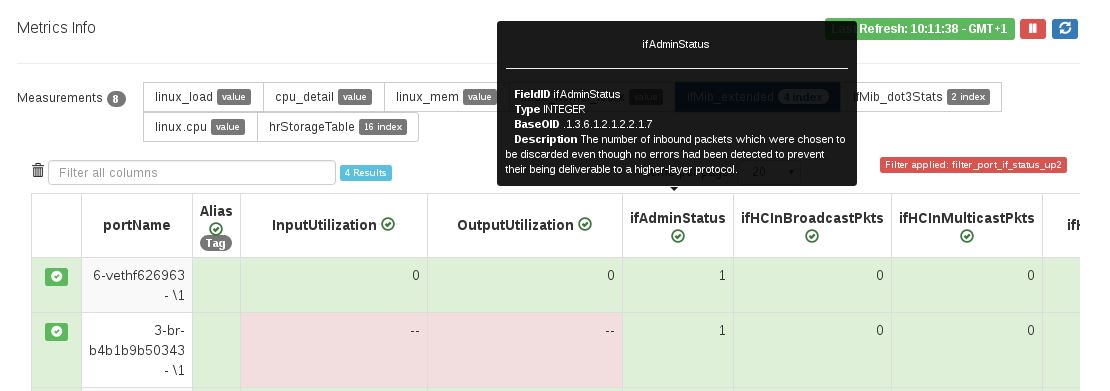 Metrics Info
Last Refresh: 10:11:38 - GMT+1
ifAdminStatus
FieldID ifAdminStatus
Type INTEGER
BaseOID .1.3.6.1.2.1.2.2.1.7
Description The number of inbound packets which were chosen to
be discarded even though no errors had been detected to prevent
their being deliverable to a higher-layer protocol.
Measurements 8
linux_load value
cpu_detail value
linux_mem value
value
ifMib_extended 4 index
ifMib_dot3Stats 2 index
linux.cpu value
hrStorageTable 16 index
Filter all columns
4 Results
20
Filter applied: filter_port_if_status_up2
portName
Alias
Tag
InputUtilization
OutputUtilization
ifAdminStatus
ifHCInBroadcastPkts
ifHCInMulticastPkts
6-vethf626963
- \1
0
0
1
0
0
3-br-
b4b1b9b50343
- \1
--
--
1
0
0